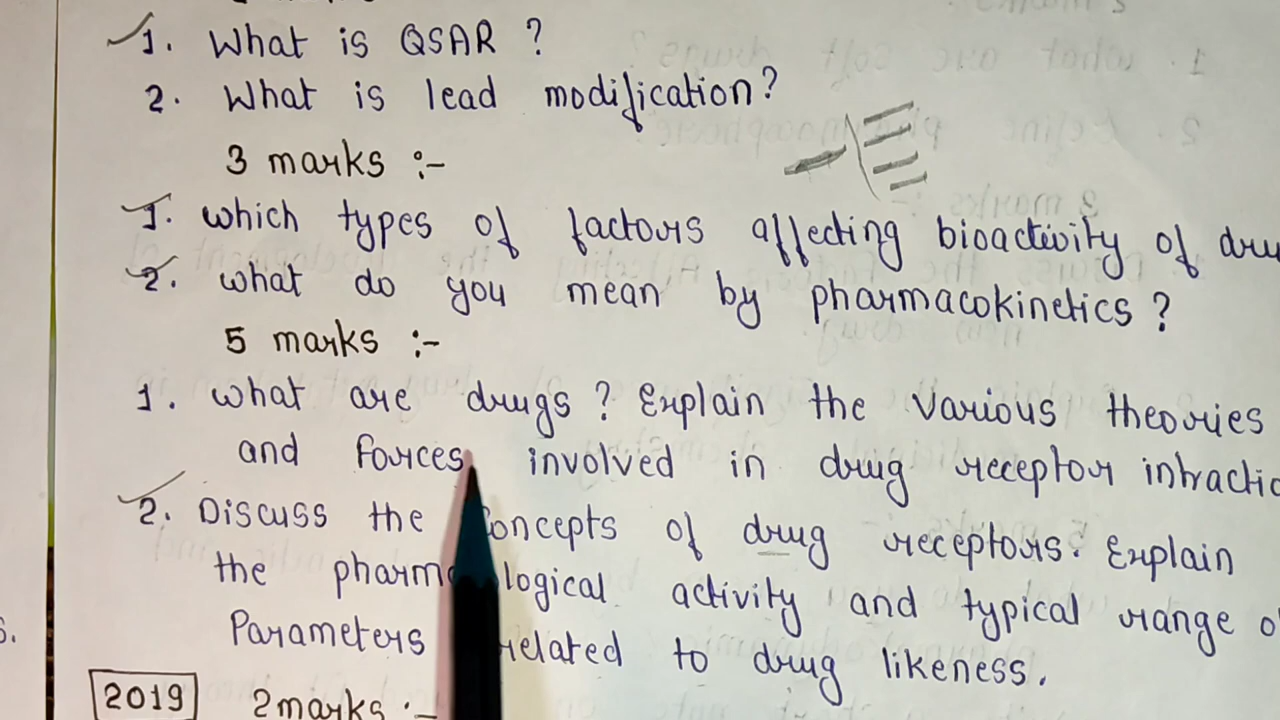 1. What is QSAR ?
2. What is lead modification?
3 marks :-
1. which types of factors affecting bioactivity of dru
2. what do you mean by pharmacokinetics ?
5 marks :-
1. what are drugs ? Explain the various theories
and forces involved in drug receptor intractio
2. Discuss the concepts of drug receptors. Explain
the pharmacological activity and typical range of
Parameters related to drug likeness.
2019 2marks :-